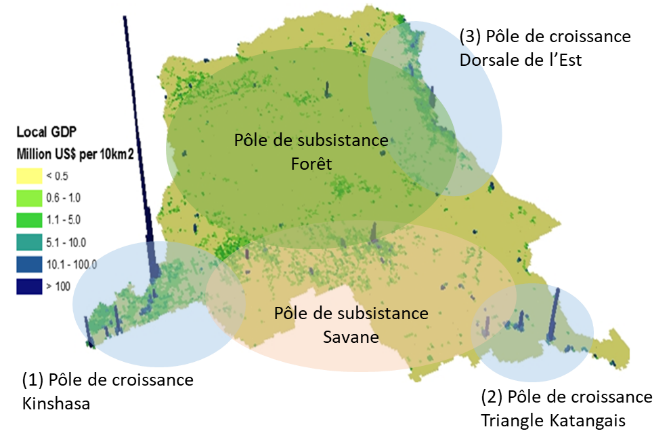 (3) Pôle de croissance
Dorsale de l’Est
Pôle de subsistance
Forêt
Local GDP
Million US$ per 10km2
< 0.5
0.6 - 1.0
1.1 - 5.0
5.1 - 10.0
10.1 - 100.0
> 100
Pôle de subsistance
Savane
(1) Pôle de croissance
Kinshasa
(2) Pôle de croissance
Triangle Katangais